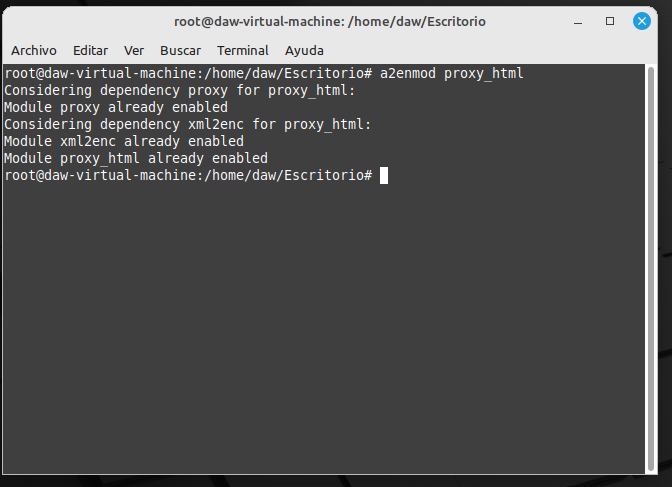 root@daw-virtual-machine: /home/daw/Escritorio
Archivo Editar Ver Buscar Terminal Ayuda
root@daw-virtual-machine:/home/daw/Escritorio# a2enmod proxy_html
Considering dependency proxy for proxy_html:
Module proxy already enabled
Considering dependency xml2enc for proxy_html:
Module xml2enc already enabled
Module proxy_html already enabled
root@daw-virtual-machine:/home/daw/Escritorio#